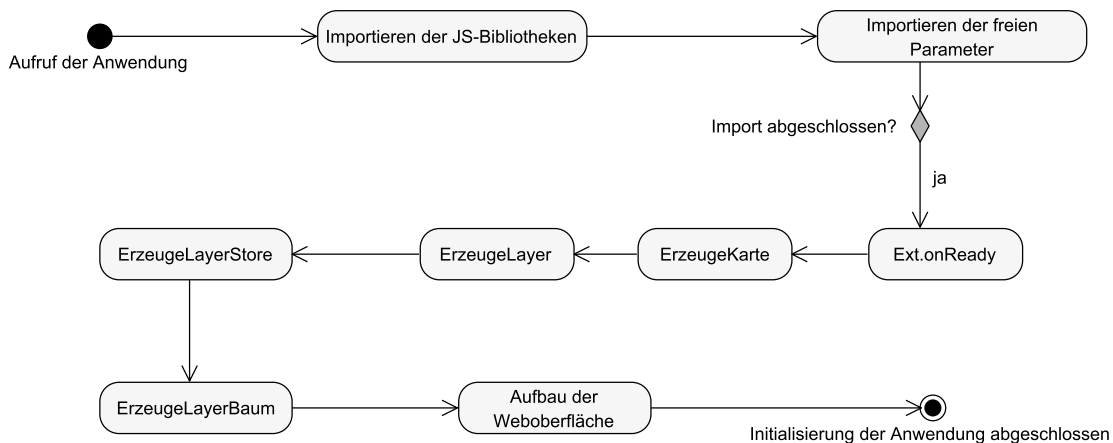 Aufruf der Anwendung
Importieren der JS-Bibliotheken
Importieren der freien
Parameter
Import abgeschlossen?
ja
Ext.onReady
ErzeugeKarte
ErzeugeLayer
ErzeugeLayerStore
ErzeugeLayerBaum
Aufbau der
Weboberfläche
Initialisierung der Anwendung abgeschlossen